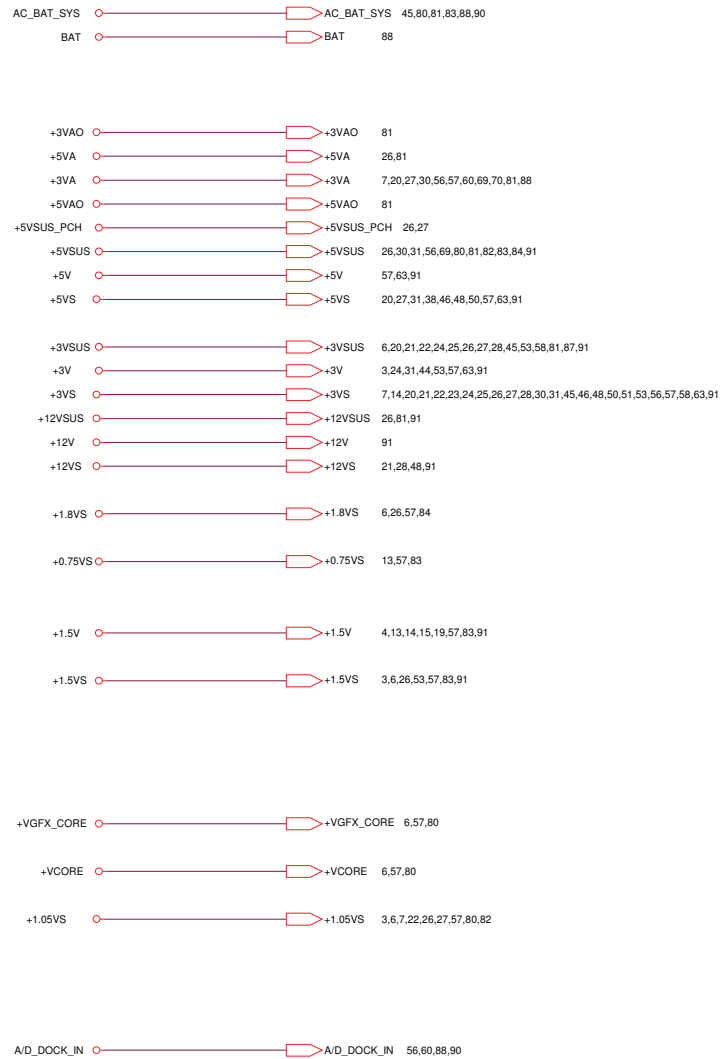 AC_BAT_SYS AC_BAT_SYS 45,80,81,83,88,90
BAT BAT 88
+3VAO +3VAO 81
+5VA +5VA 26,81
+3VA +3VA 7,20,27,30,56,57,60,69,70,81,88
+5VAO +5VAO 81
+5VSUS_PCH +5VSUS_PCH 26,27
+5VSUS +5VSUS 26,30,31,56,69,80,81,82,83,84,91
+5V +5V 57,63,91
+5VS +5VS 20,27,31,38,46,48,50,57,63,91
+3VSUS +3VSUS 6,20,21,22,24,25,26,27,28,45,53,58,81,87,91
+3V +3V 3,24,31,44,53,57,63,91
+3VS +3VS 7,14,20,21,22,23,24,25,26,27,28,30,31,45,46,48,50,51,53,56,57,58,63,91
+12VSUS +12VSUS 26,81,91
+12V +12V 91
+12VS +12VS 21,28,48,91
+1.8VS +1.8VS 6,26,57,84
+0.75VS +0.75VS 13,57,83
+1.5V +1.5V 4,13,14,15,19,57,83,91
+1.5VS +1.5VS 3,6,26,53,57,83,91
+VGFX_CORE +VGFX_CORE 6,57,80
+VCORE +VCORE 6,57,80
+1.05VS +1.05VS 3,6,7,22,26,27,57,80,82
A/D_DOCK_IN A/D_DOCK_IN 56,60,88,90